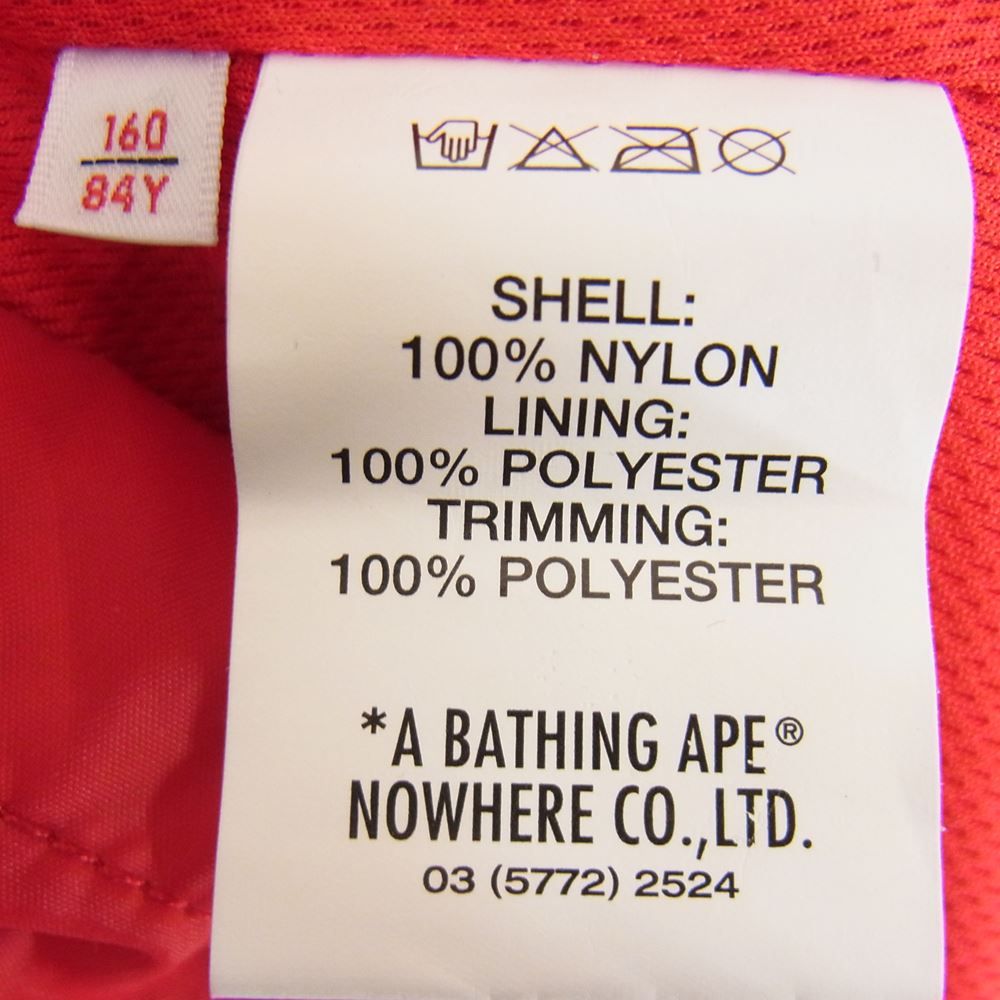 160
84Y
SHELL:
100% NYLON
LINING:
100% POLYESTER
TRIMMING:
100% POLYESTER
*A BATHING APE®
NOWHERE CO.,LTD.
03 (5772) 2524